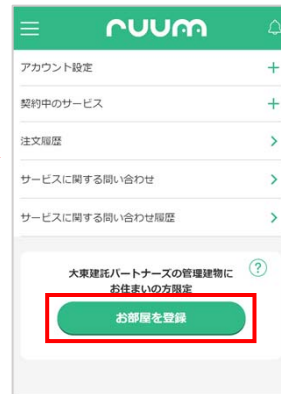 ruum
アカウント設定
契約中のサービス
注文履歴
サービスに関する問い合わせ
サービスに関する問い合わせ履歴
大東建託パートナーズの管理建物に
お住まいの方限定
?
お部屋を登録